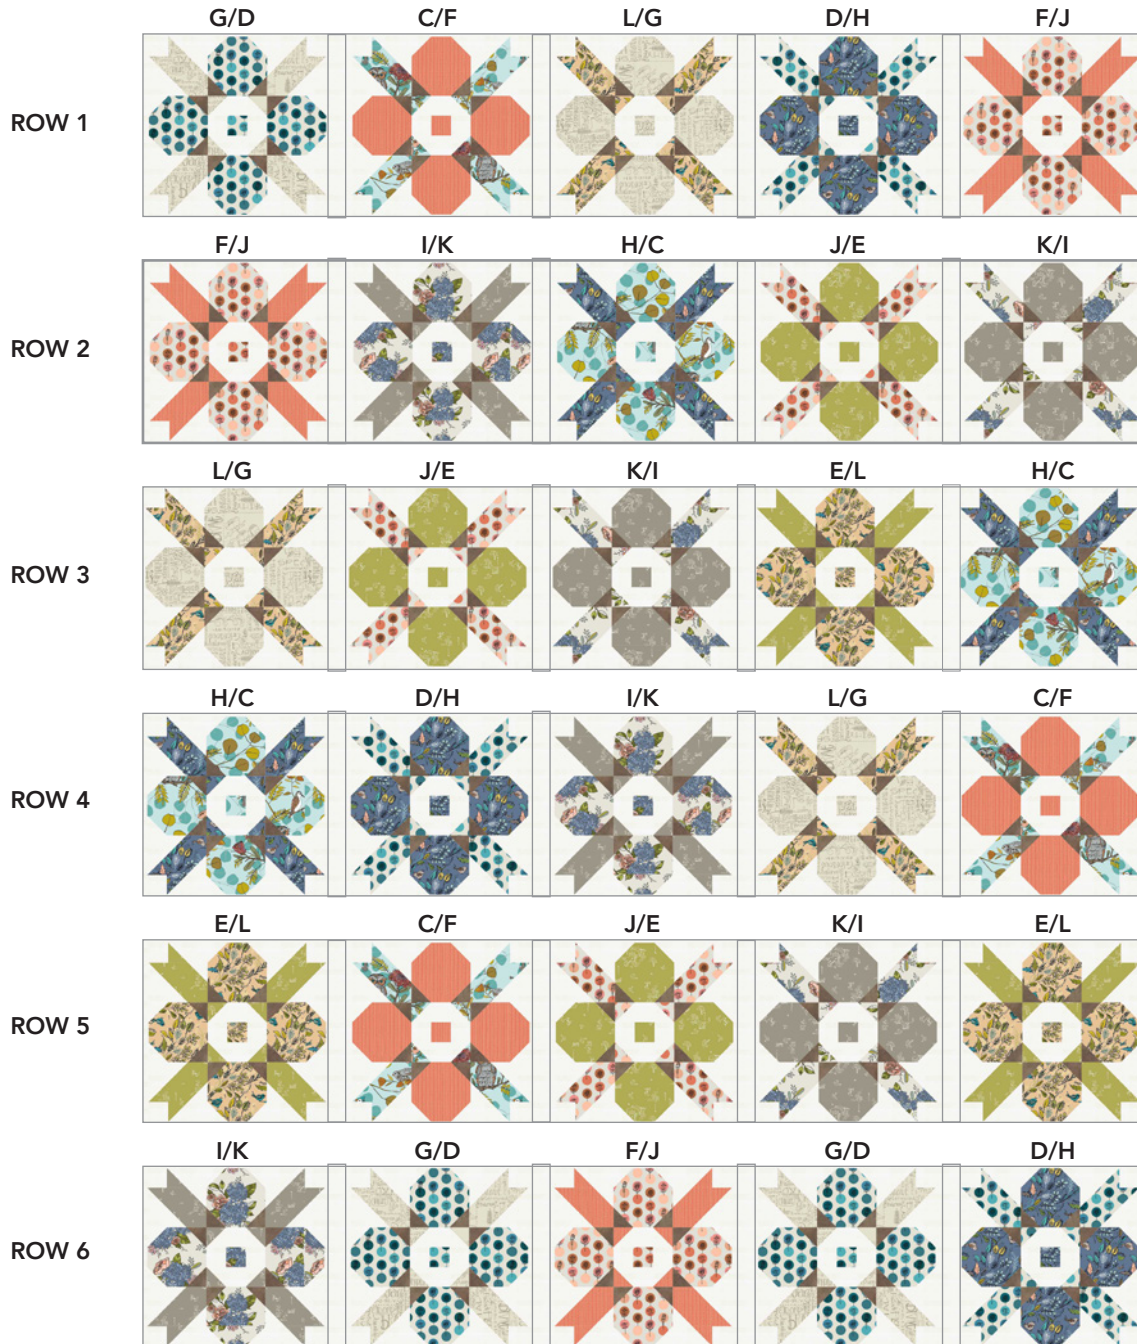 G/D C/F L/G D/H F/J
ROW 1
F/J I/K H/C J/E K/I
ROW 2
L/G J/E K/I E/L H/C
ROW 3
H/C D/H I/K L/G C/F
ROW 4
E/L C/F J/E K/I E/L
ROW 5
I/K G/D F/J G/D D/H
ROW 6